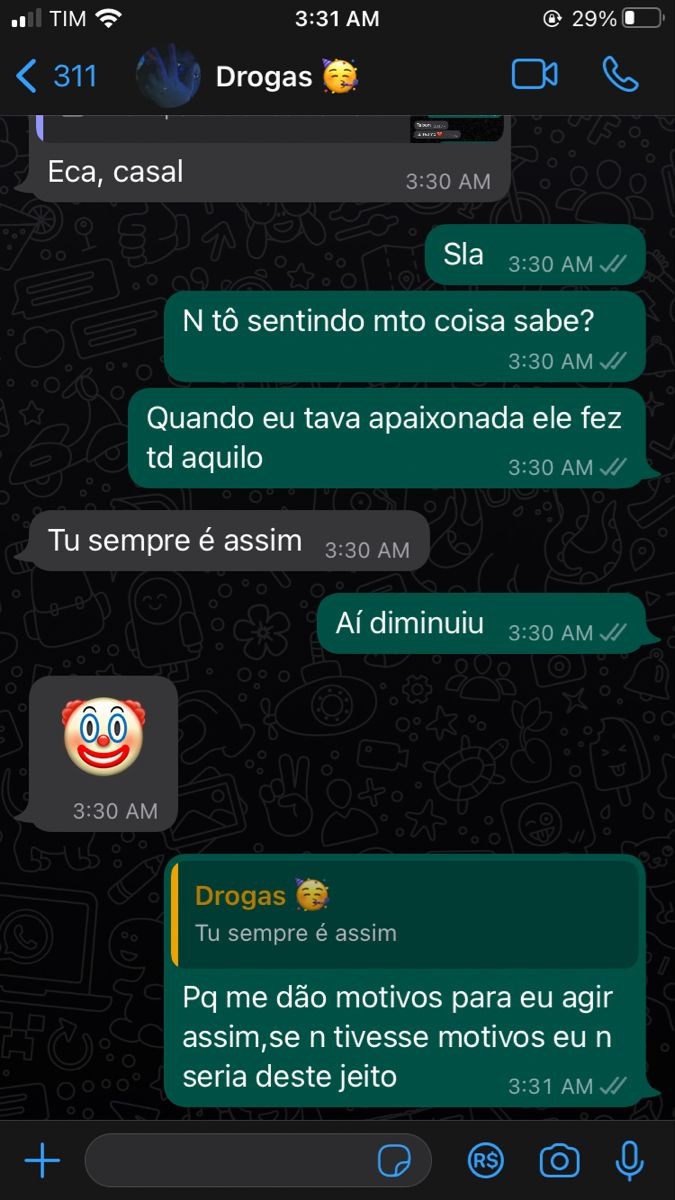 TIM 3:31 AM 29%
311 Drogas 🥳
Eca, casal 3:30 AM
Sla 3:30 AM
N tô sentindo mto coisa sabe?
3:30 AM
Quando eu tava apaixonada ele fez
td aquilo 3:30 AM
Tu sempre é assim 3:30 AM
Aí diminuiu 3:30 AM
🤡
3:30 AM
Drogas 🥳
Tu sempre é assim
Pq me dão motivos para eu agir
assim,se n tivesse motivos eu n
seria deste jeito 3:31 AM
R$